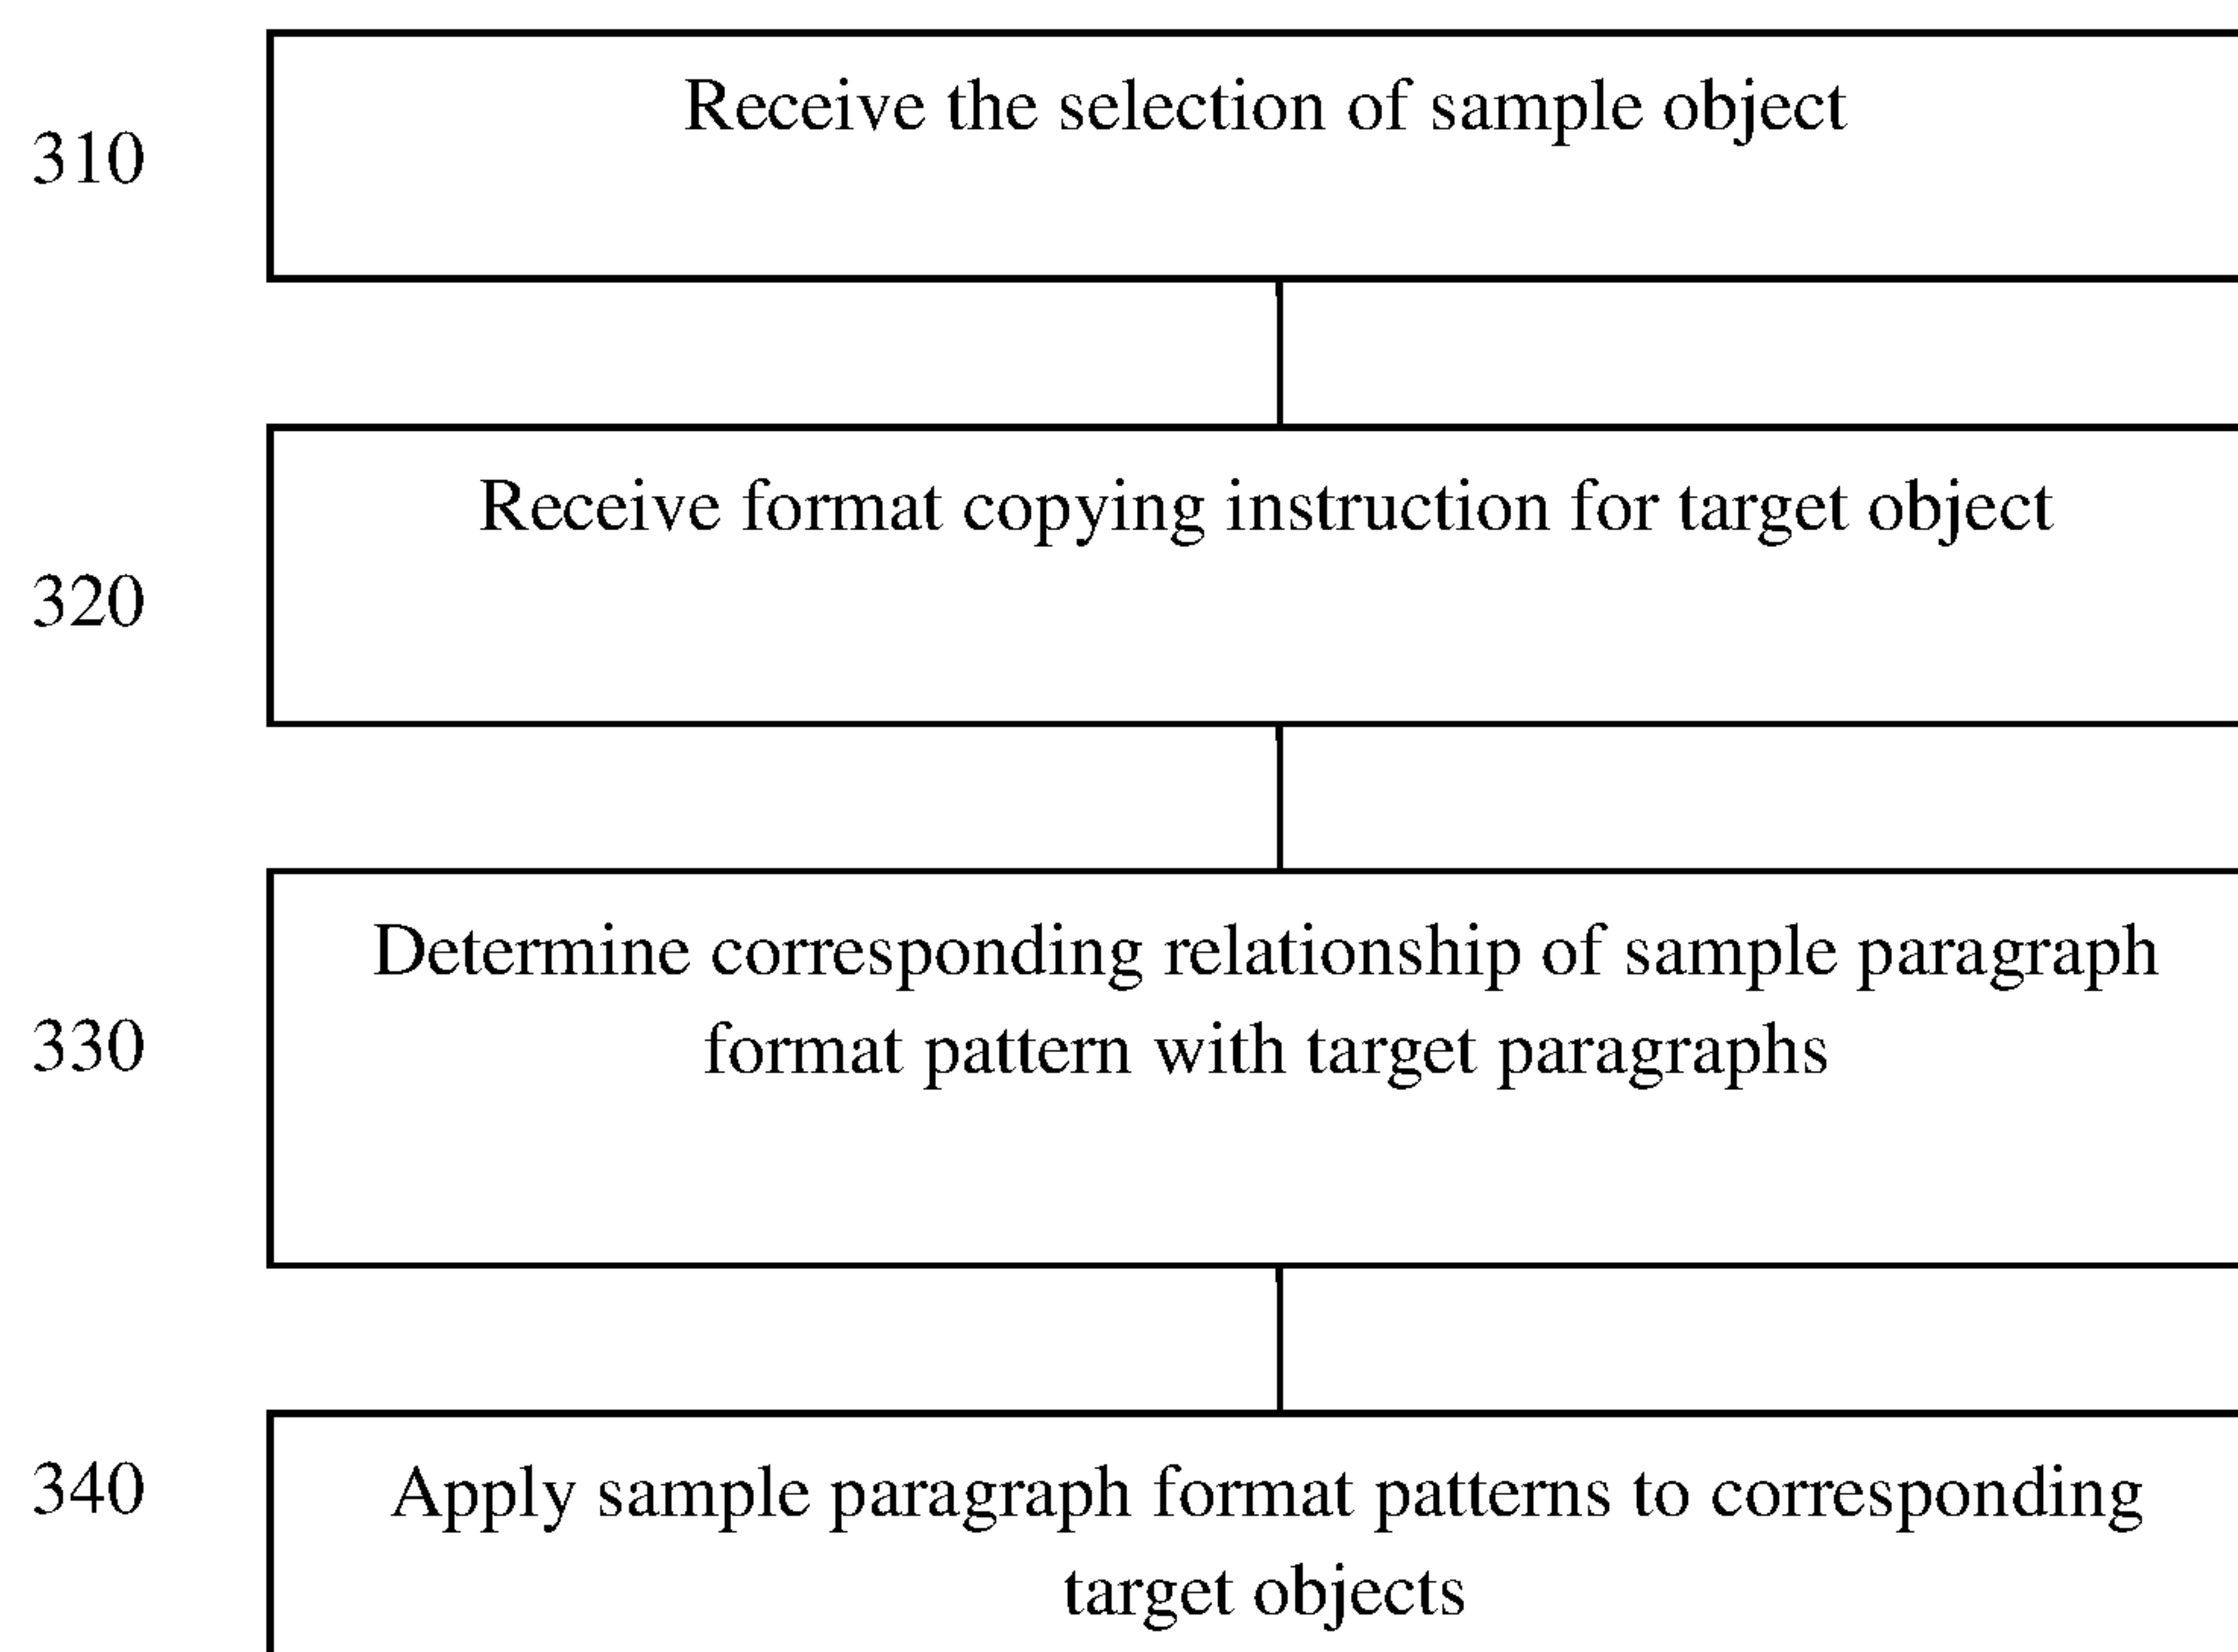 310
Receive the selection of sample object
320
Receive format copying instruction for target object
330
Determine corresponding relationship of sample paragraph
format pattern with target paragraphs
340
Apply sample paragraph format patterns to corresponding
target objects